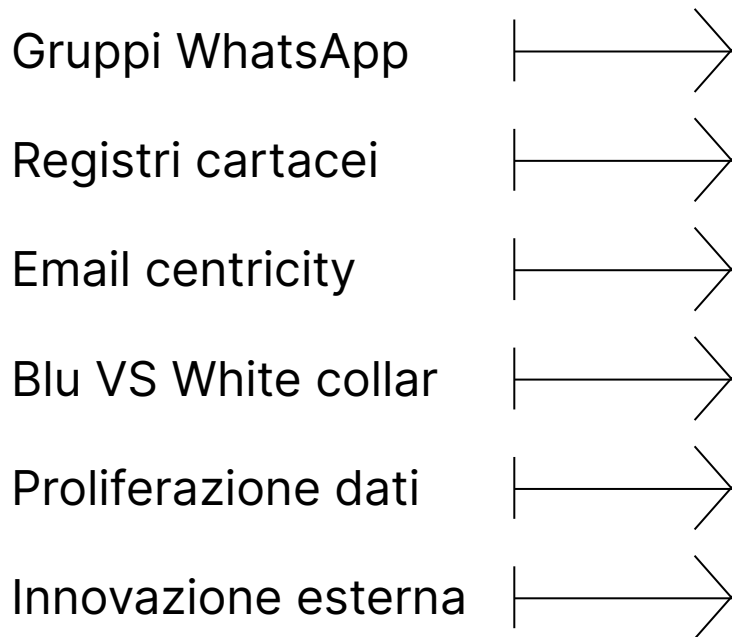 Gruppi WhatsApp
Registri cartacei
Email centricity
Blu VS White collar
Proliferazione dati
Innovazione esterna